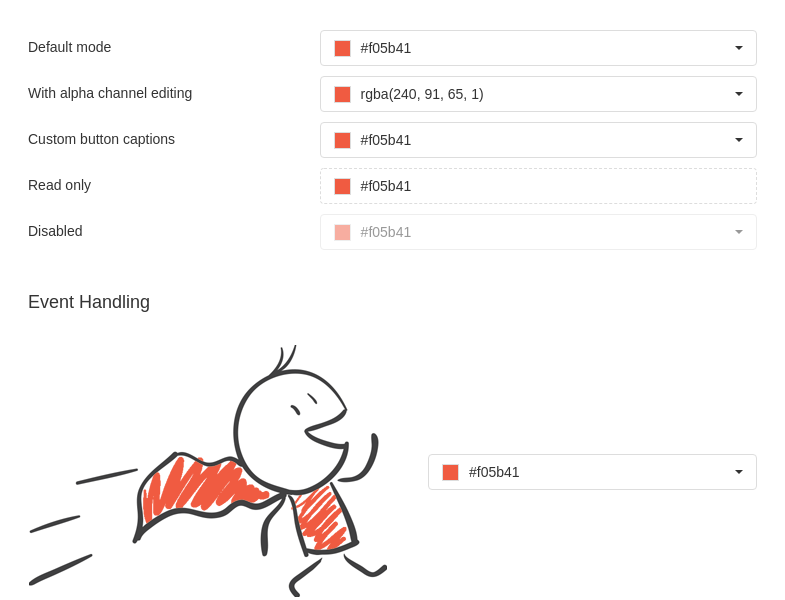 Default mode #f05b41
With alpha channel editing rgba(240, 91, 65, 1)
Custom button captions #f05b41
Read only #f05b41
Disabled #f05b41
Event Handling
#f05b41